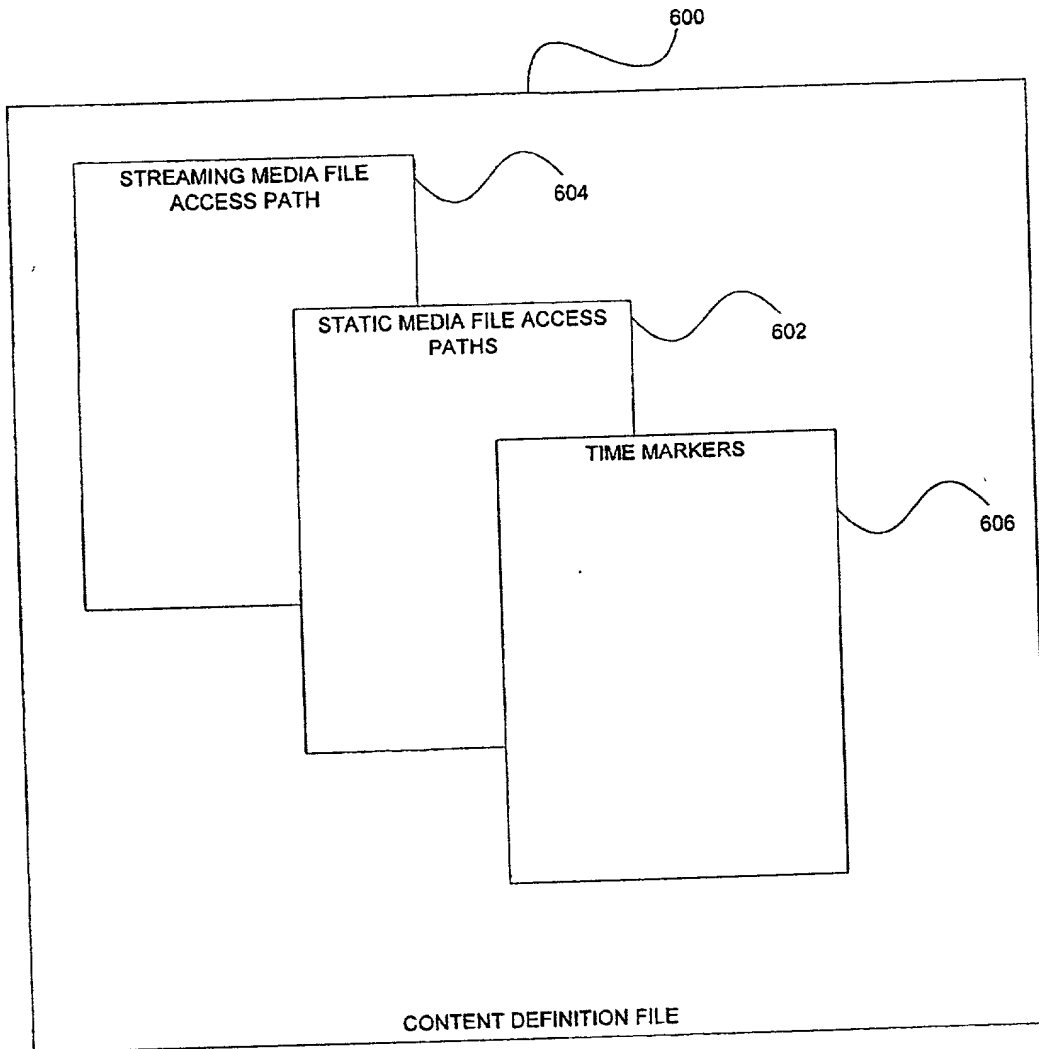 600
STREAMING MEDIA FILE
ACCESS PATH
604
STATIC MEDIA FILE ACCESS
PATHS
602
TIME MARKERS
606
CONTENT DEFINITION FILE